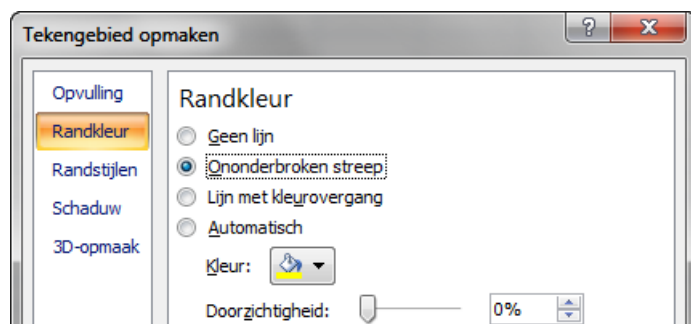 Tekengebied opmaken
Opvulling
Randkleur
Randstijlen
Schaduw
3D-opmaak
Randkleur
Geen lijn
Ononderbroken streep
Lijn met kleurovergang
Automatisch
Kleur:
Doorzichtigheid: 0%